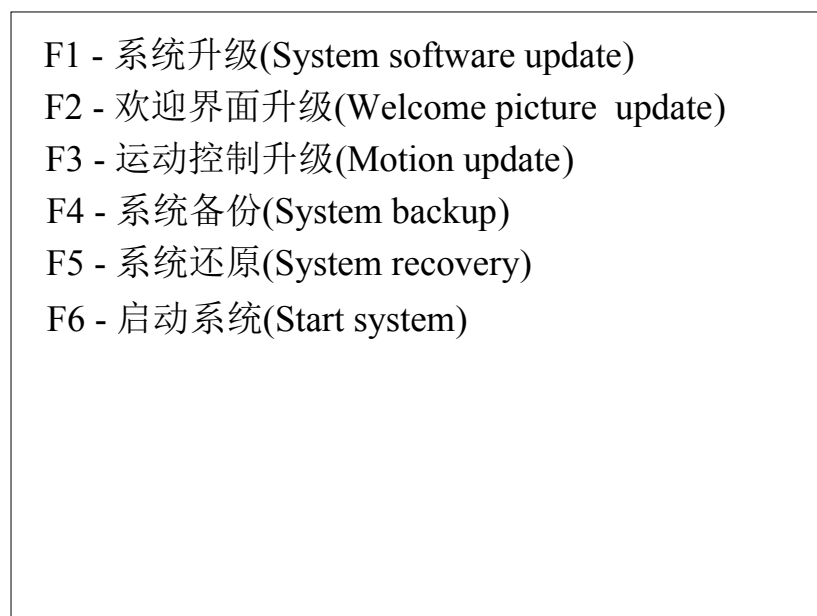 F1 - 系统升级(System software update)
F2 - 欢迎界面升级(Welcome picture  update)
F3 - 运动控制升级(Motion update)
F4 - 系统备份(System backup)
F5 - 系统还原(System recovery)
F6 - 启动系统(Start system)